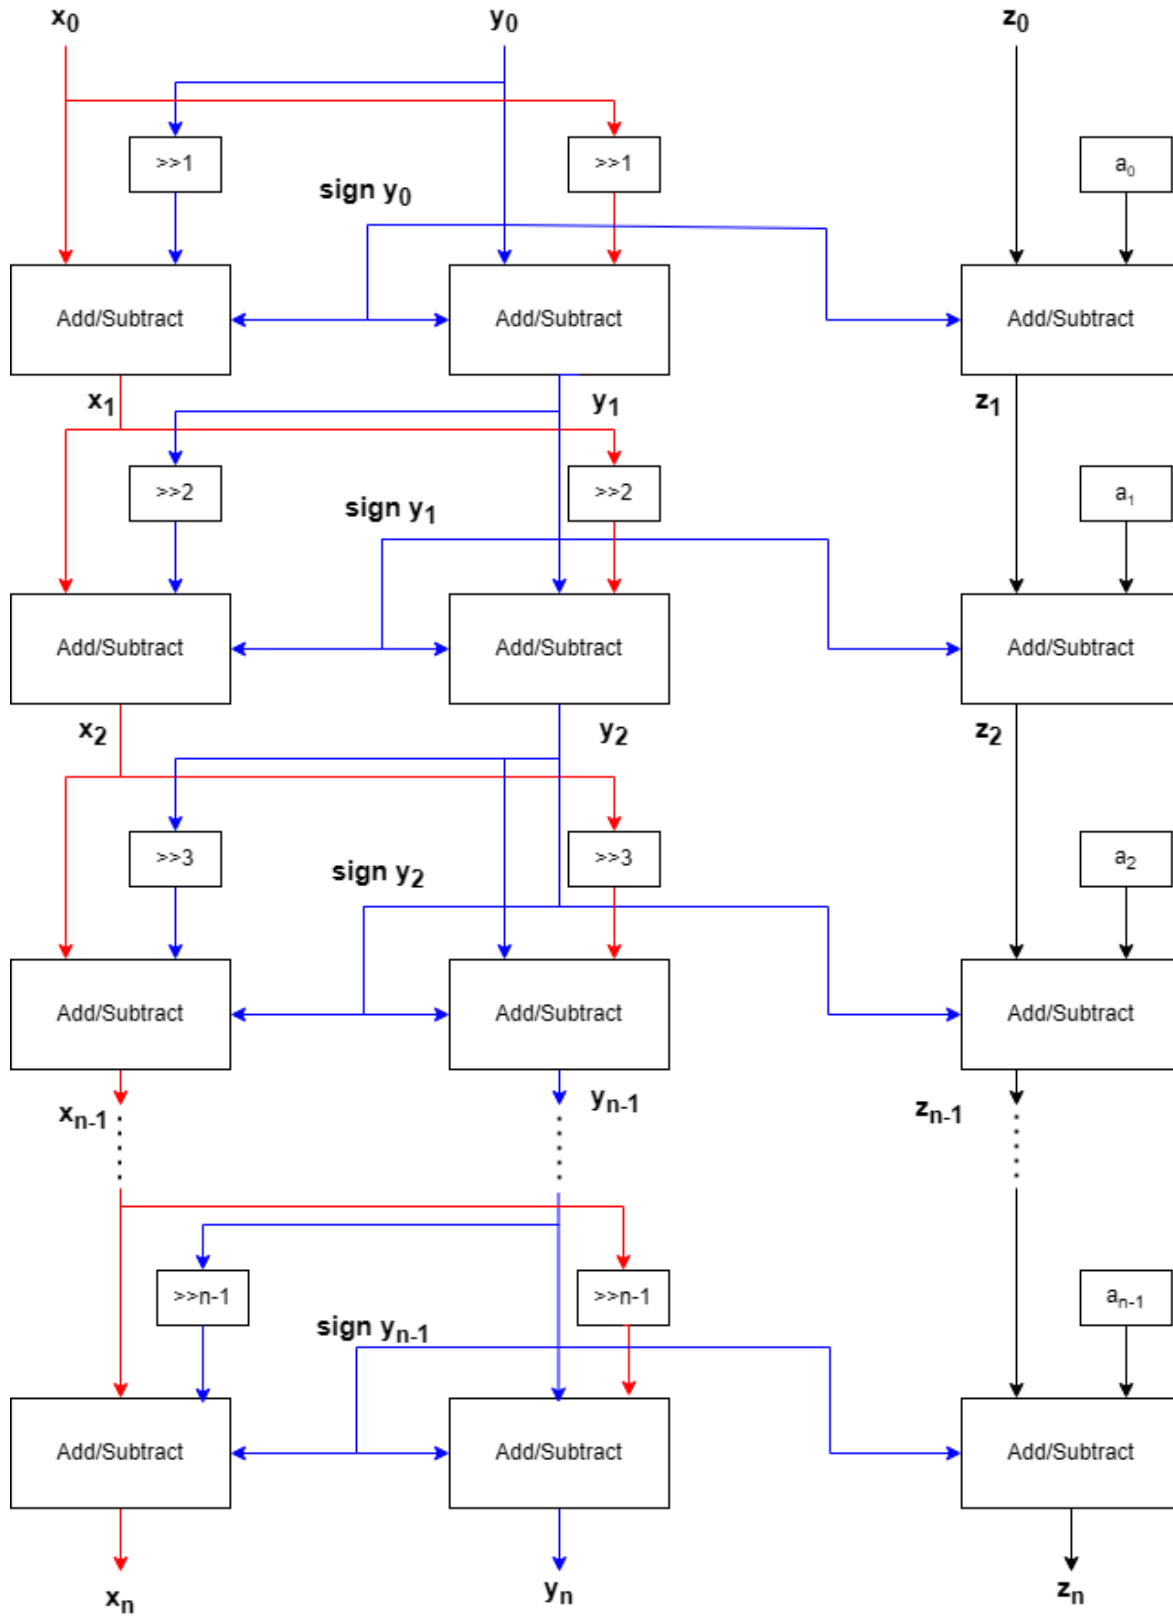 x₀ y₀ z₀
>>1 >>1 a₀
sign y₀
Add/Subtract Add/Subtract Add/Subtract
x₁ y₁ z₁
>>2 >>2 a₁
sign y₁
Add/Subtract Add/Subtract Add/Subtract
x₂ y₂ z₂
>>3 >>3 a₂
sign y₂
Add/Subtract Add/Subtract Add/Subtract
xₙ₋₁ yₙ₋₁ zₙ₋₁
>>n-1 >>n-1 aₙ₋₁
sign yₙ₋₁
Add/Subtract Add/Subtract Add/Subtract
xₙ yₙ zₙ